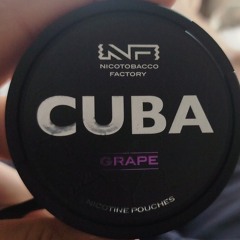 NF
NICOTOBACCO
FACTORY
CUBA
GRAPE
NICOTINE POUCHES